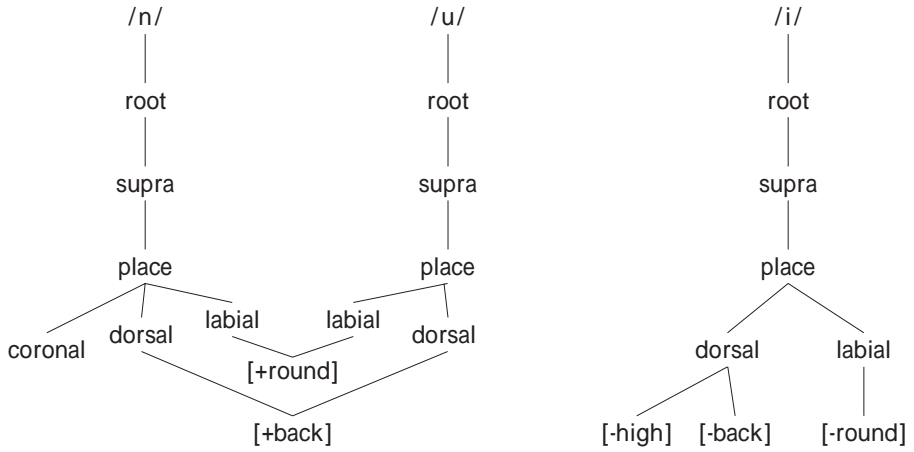 /n/ /u/ /i/
root root root
supra supra supra
place place place
labial labial
coronal dorsal dorsal dorsal labial
[+round]
[+back] [-high] [-back] [-round]